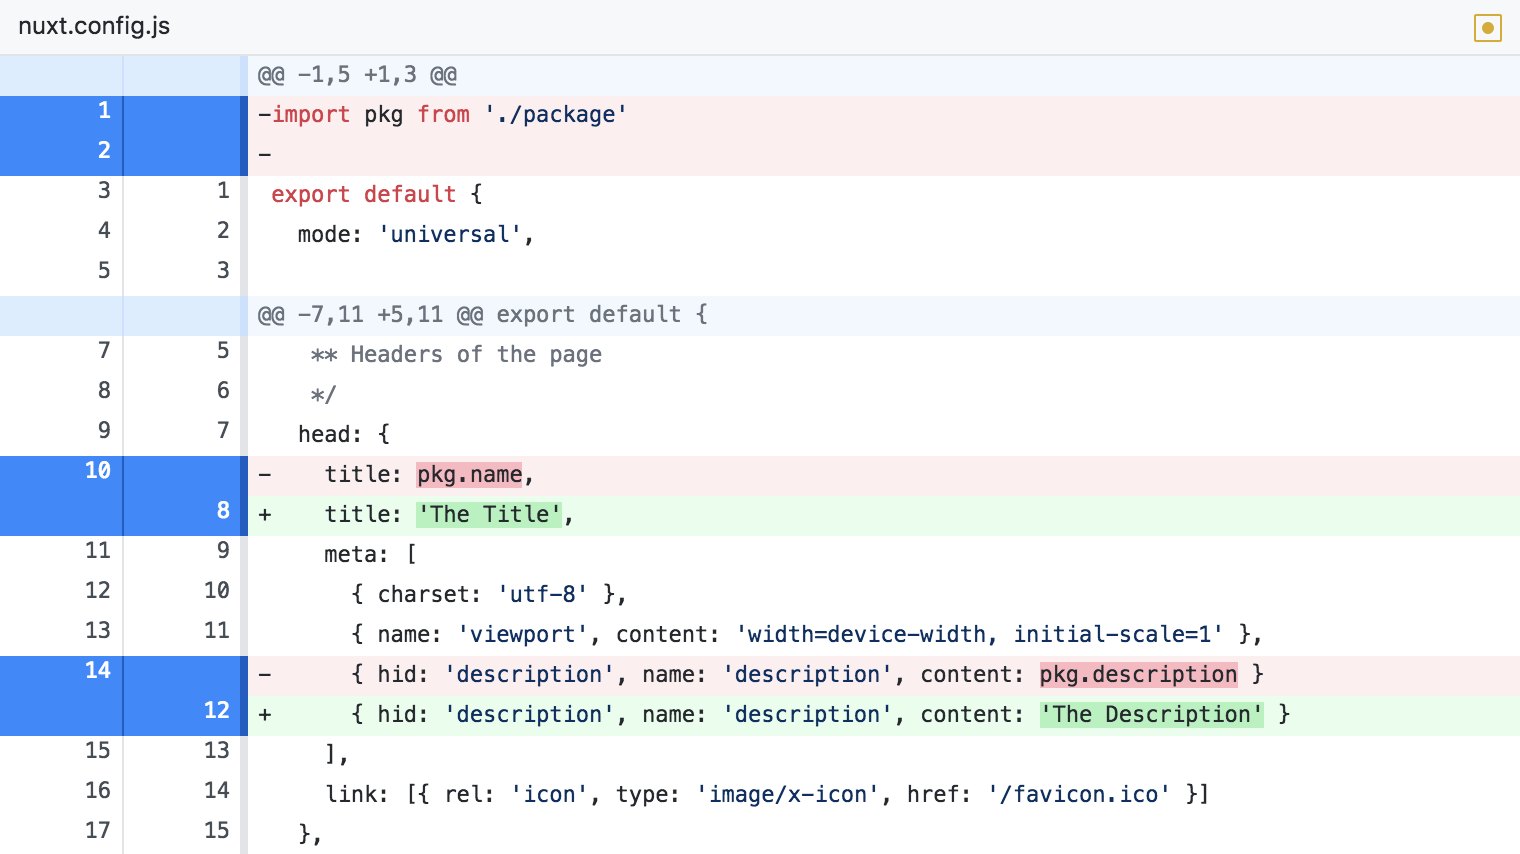 nuxt.config.js
@@ -1,5 +1,3 @@
1 -import pkg from './package'
2 -
3 1 export default {
4 2 mode: 'universal',
5 3
@@ -7,11 +5,11 @@ export default {
7 5 ** Headers of the page
8 6 */
9 7 head: {
10 - title: pkg.name,
8 + title: 'The Title',
11 9 meta: [
12 10 { charset: 'utf-8' },
13 11 { name: 'viewport', content: 'width=device-width, initial-scale=1' },
14 - { hid: 'description', name: 'description', content: pkg.description }
12 + { hid: 'description', name: 'description', content: 'The Description' }
15 13 ],
16 14 link: [{ rel: 'icon', type: 'image/x-icon', href: '/favicon.ico' }]
17 15 },